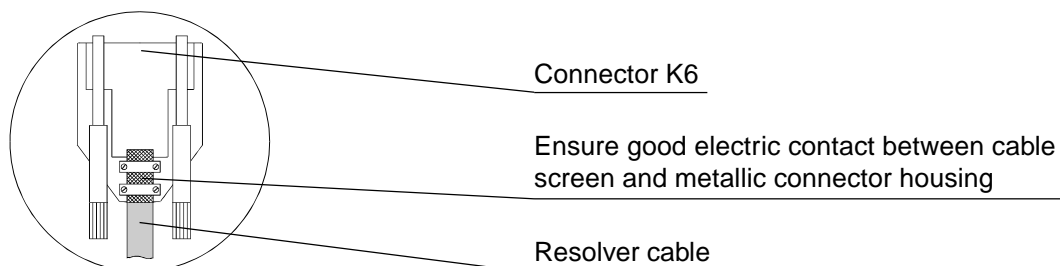 Connector K6
Ensure good electric contact between cable
screen and metallic connector housing
Resolver cable